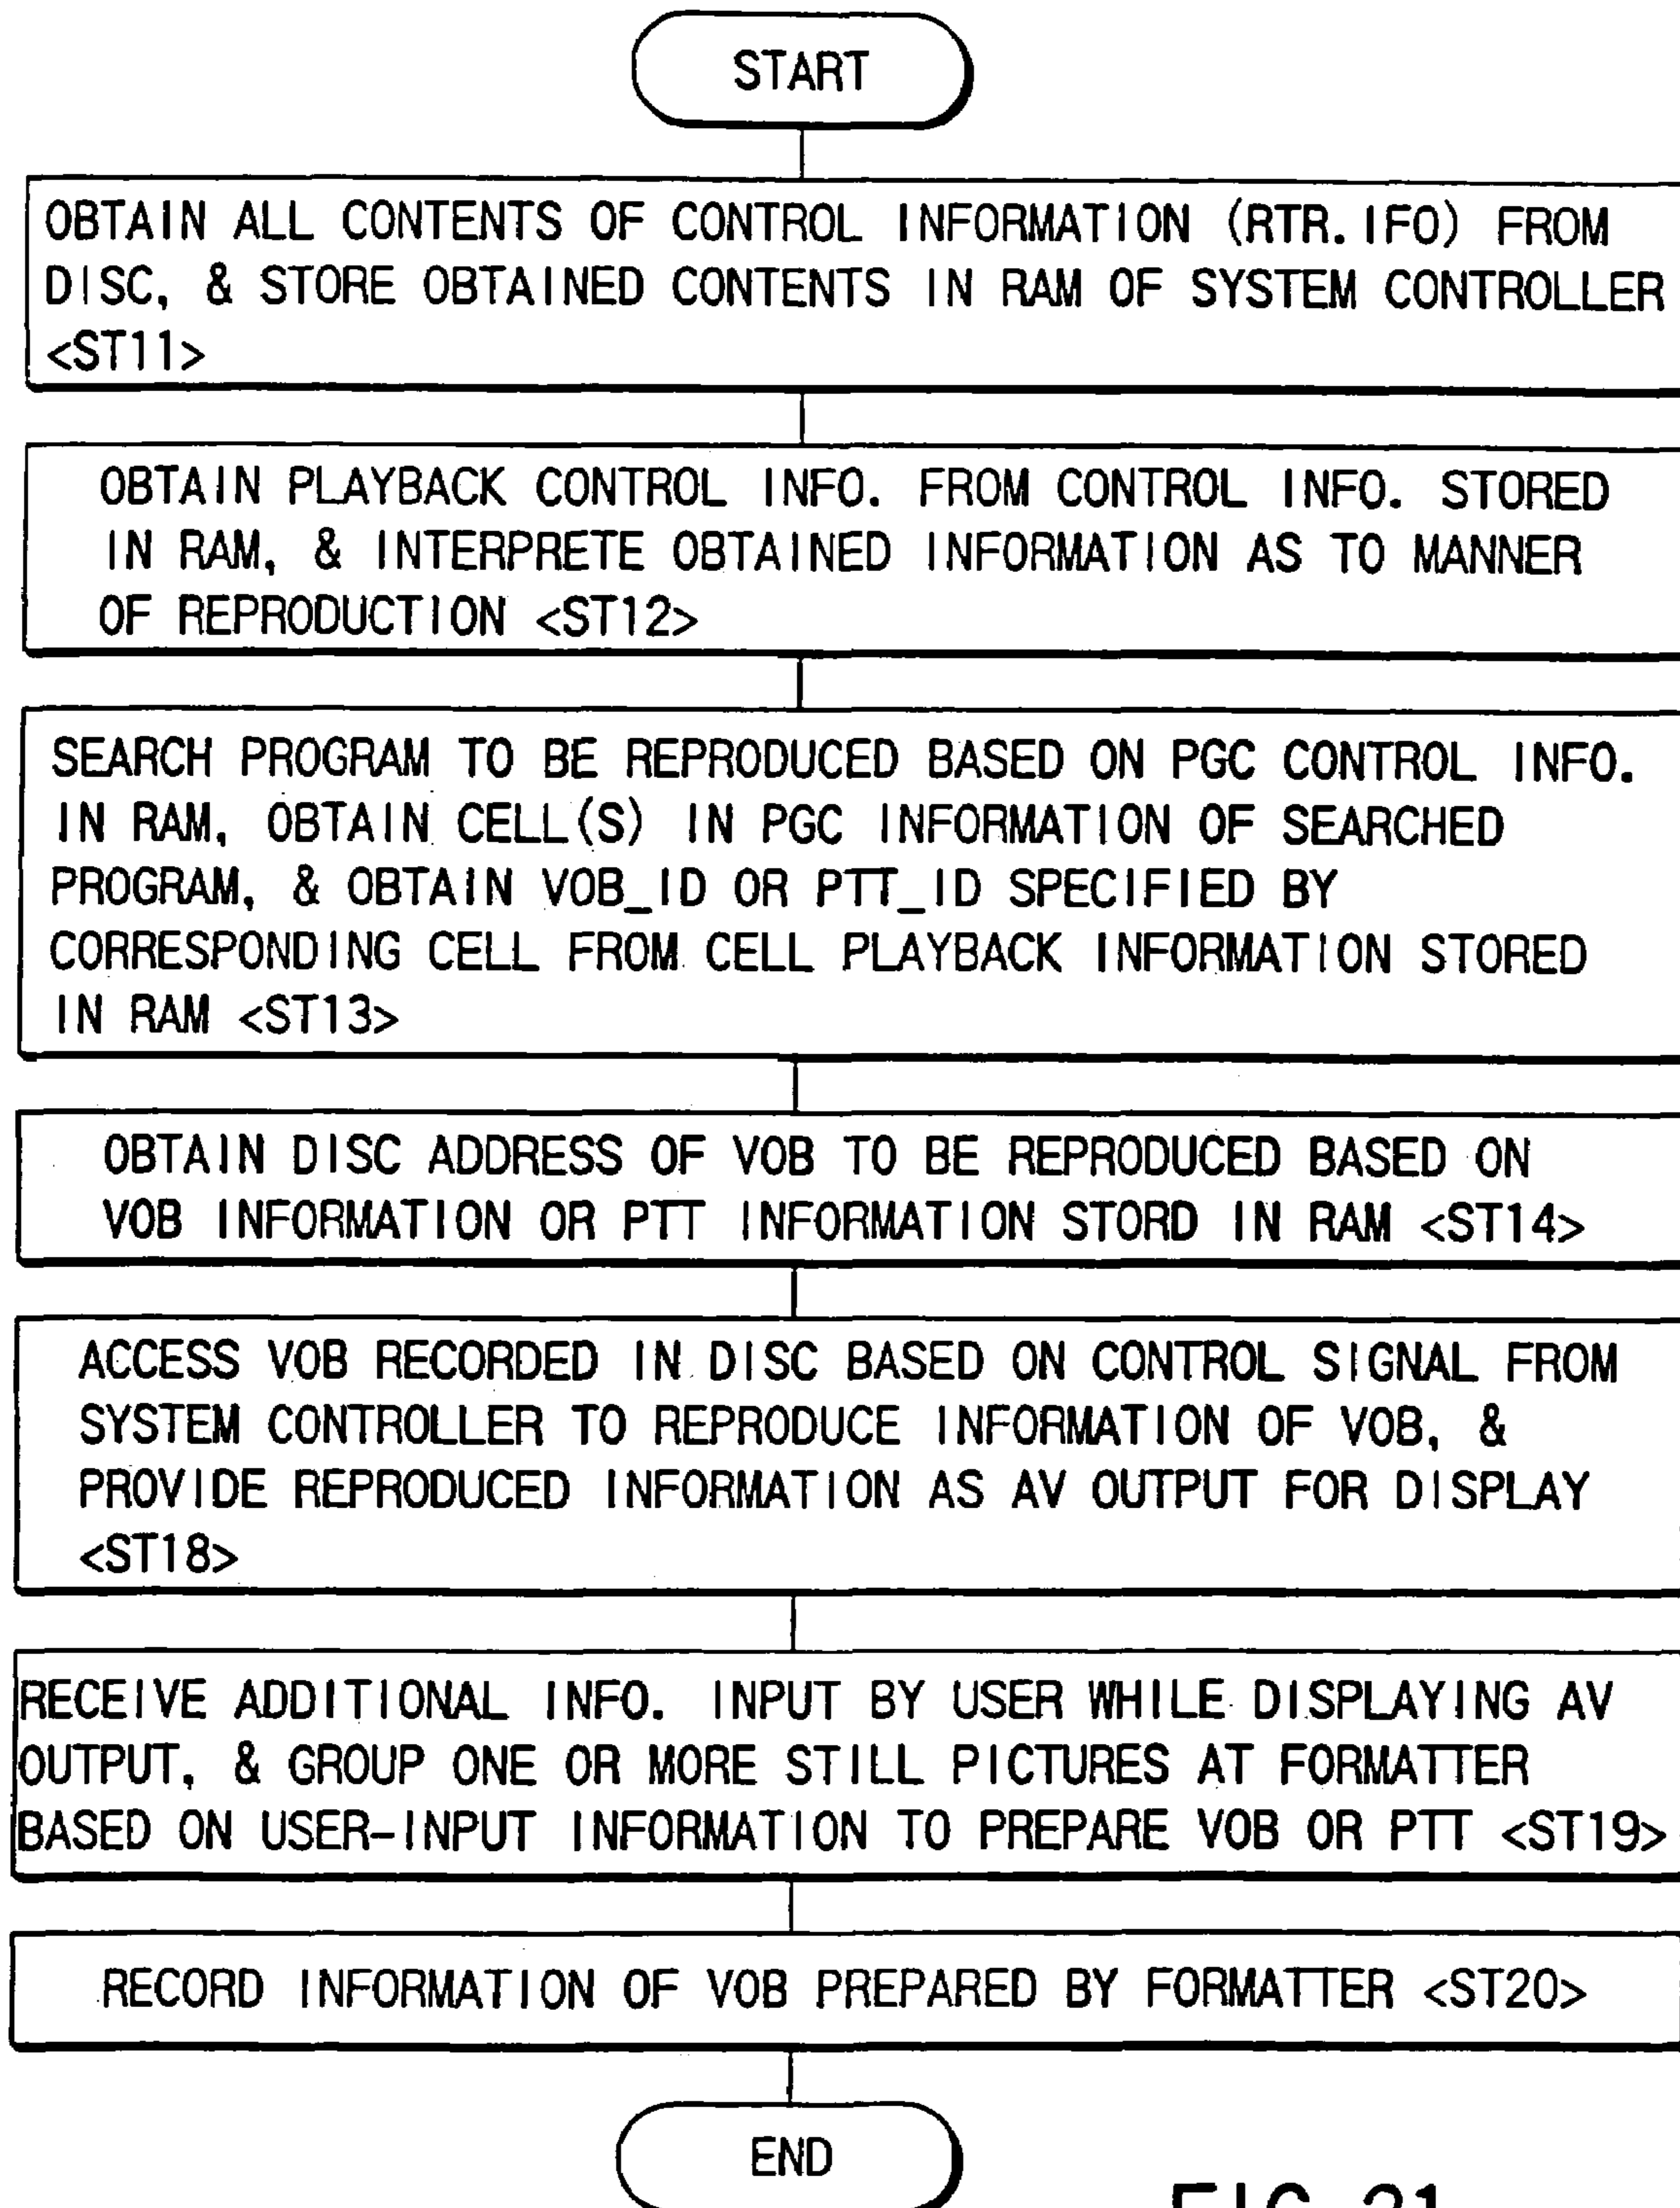 START
OBTAIN ALL CONTENTS OF CONTROL INFORMATION (RTR.IFO) FROM
DISC, & STORE OBTAINED CONTENTS IN RAM OF SYSTEM CONTROLLER
<ST11>
OBTAIN PLAYBACK CONTROL INFO. FROM CONTROL INFO. STORED
IN RAM, & INTERPRETE OBTAINED INFORMATION AS TO MANNER
OF REPRODUCTION <ST12>
SEARCH PROGRAM TO BE REPRODUCED BASED ON PGC CONTROL INFO.
IN RAM, OBTAIN CELL(S) IN PGC INFORMATION OF SEARCHED
PROGRAM, & OBTAIN VOB_ID OR PTT_ID SPECIFIED BY
CORRESPONDING CELL FROM CELL PLAYBACK INFORMATION STORED
IN RAM <ST13>
OBTAIN DISC ADDRESS OF VOB TO BE REPRODUCED BASED ON
VOB INFORMATION OR PTT INFORMATION STORD IN RAM <ST14>
ACCESS VOB RECORDED IN DISC BASED ON CONTROL SIGNAL FROM
SYSTEM CONTROLLER TO REPRODUCE INFORMATION OF VOB, &
PROVIDE REPRODUCED INFORMATION AS AV OUTPUT FOR DISPLAY
<ST18>
RECEIVE ADDITIONAL INFO. INPUT BY USER WHILE DISPLAYING AV
OUTPUT, & GROUP ONE OR MORE STILL PICTURES AT FORMATTER
BASED ON USER-INPUT INFORMATION TO PREPARE VOB OR PTT <ST19>
RECORD INFORMATION OF VOB PREPARED BY FORMATTER <ST20>
END
FIG. 21